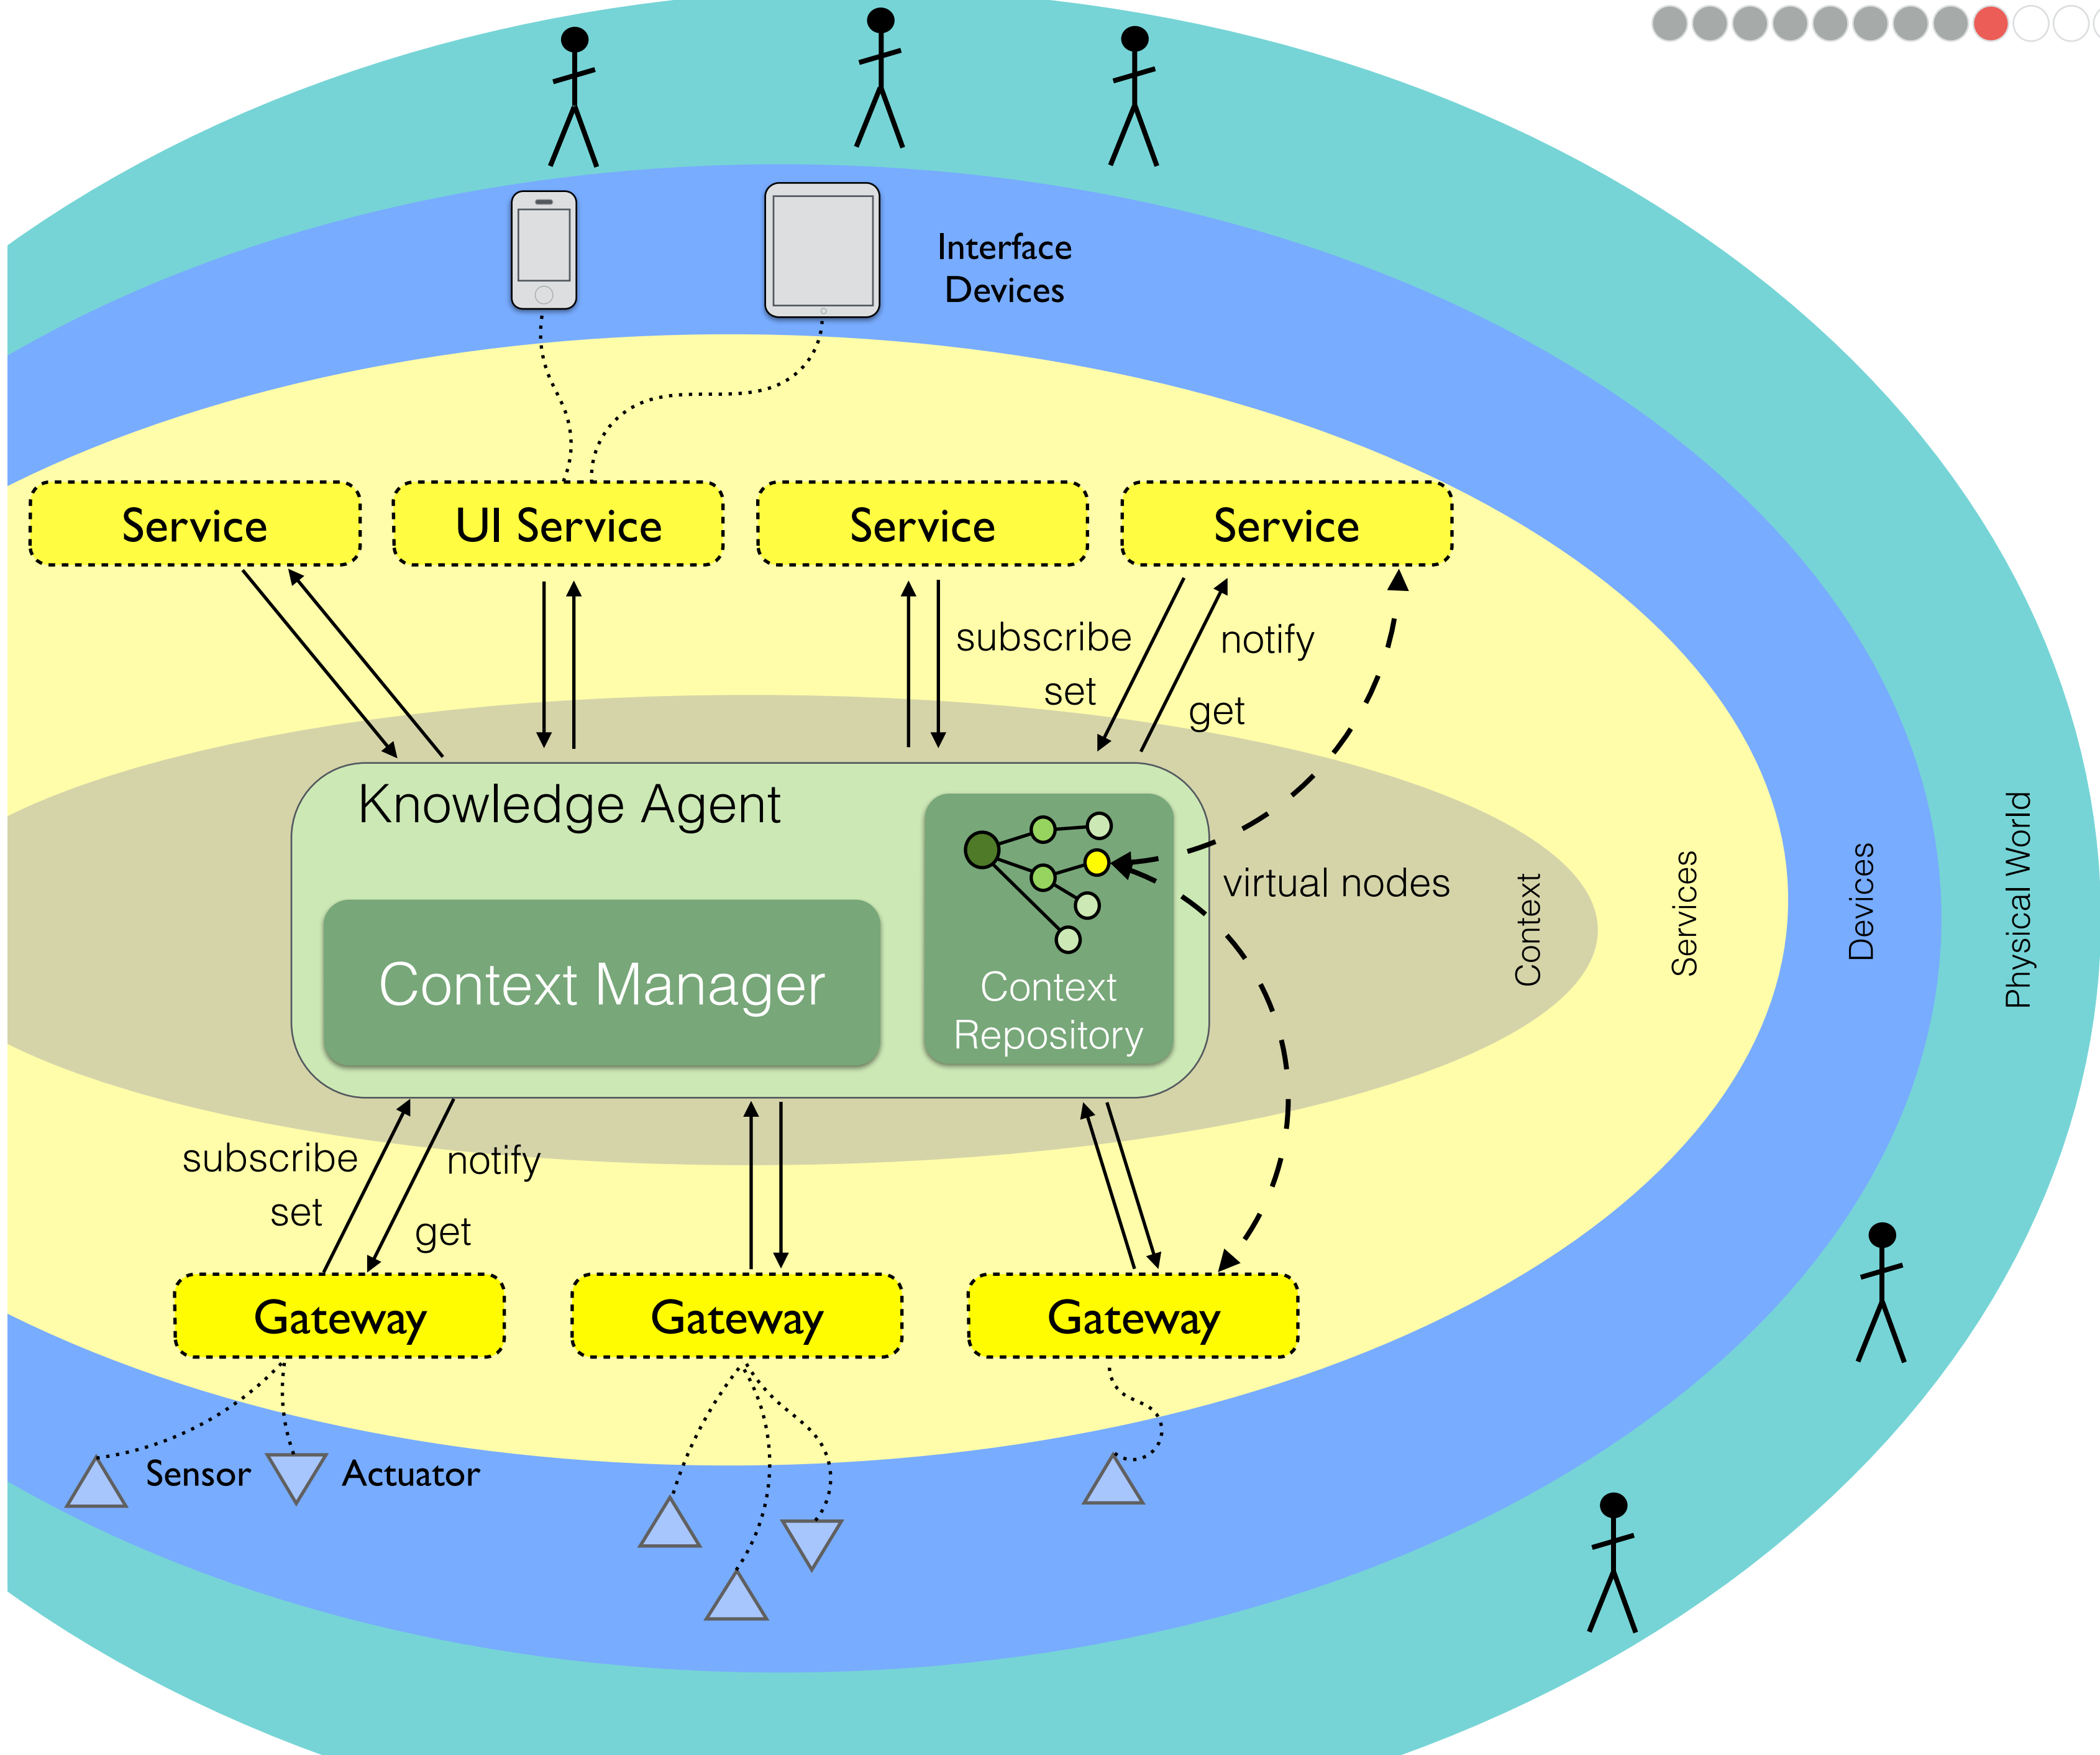 Interface
Devices
Service
UI Service
Service
Service
subscribe
notify
set
get
Knowledge Agent
virtual nodes
Context Manager
Context
Repository
Context
Services
Devices
Physical World
subscribe
notify
set
get
Gateway
Gateway
Gateway
Sensor
Actuator